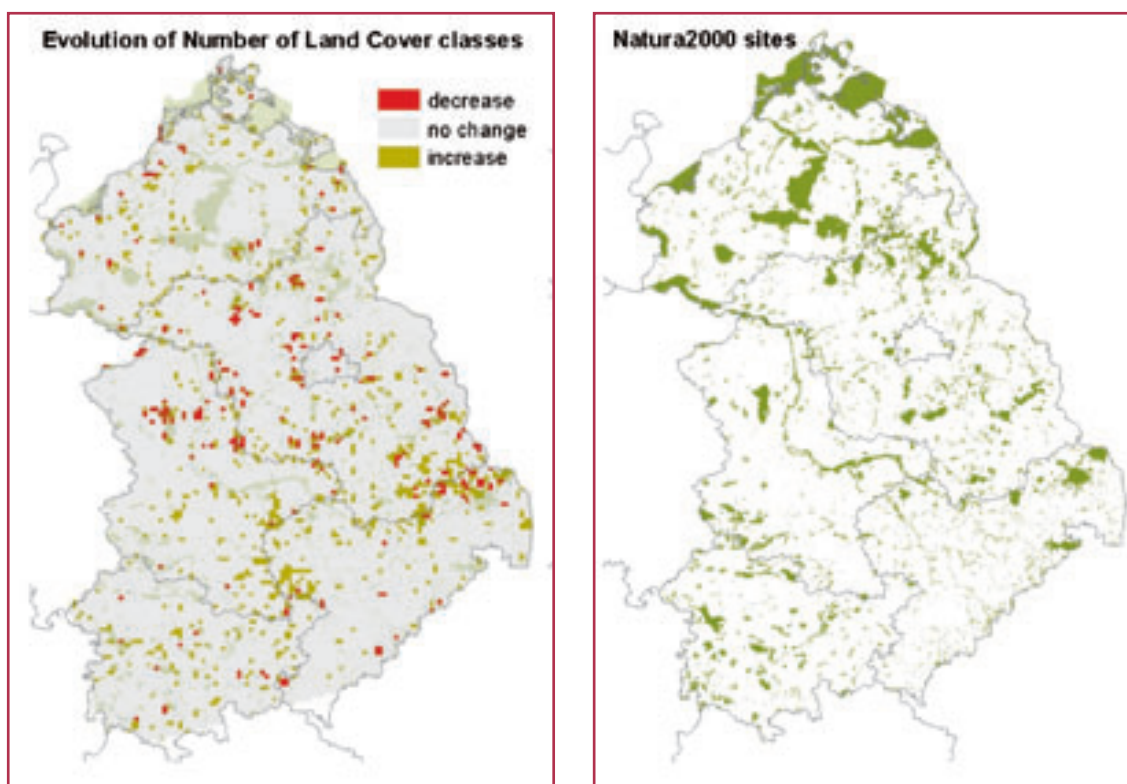 Evolution of Number of Land Cover classes
decrease
no change
increase
Natura2000 sites